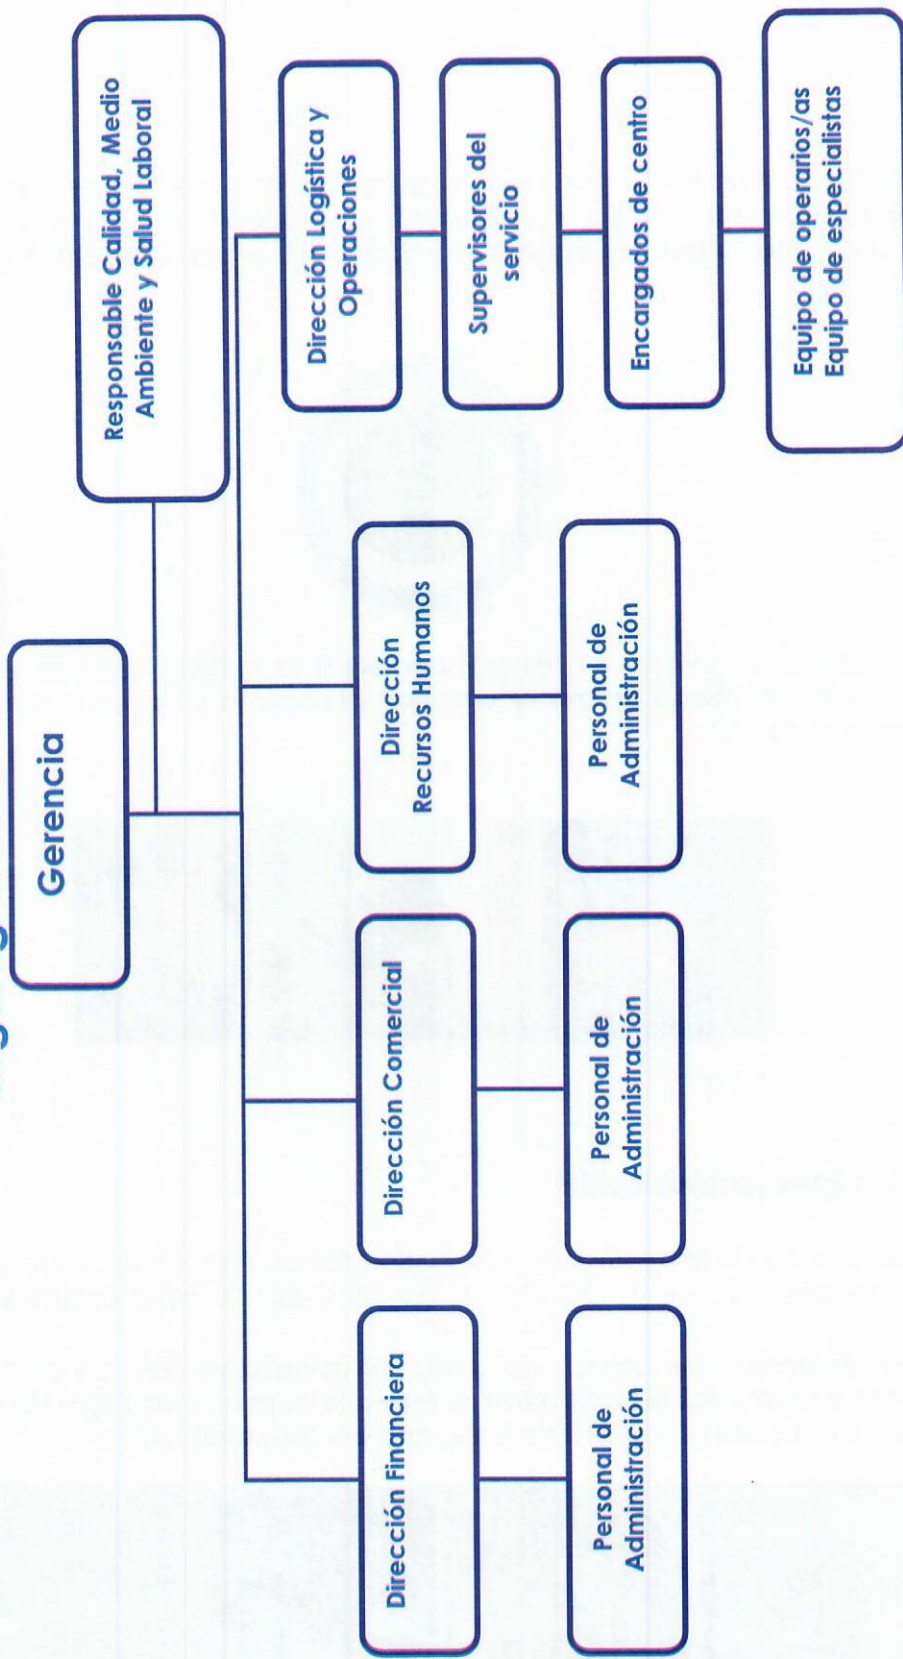 Gerencia
Responsable Calidad, Medio
Ambiente y Salud Laboral
Dirección Financiera
Dirección Comercial
Dirección
Recursos Humanos
Dirección Logística y
Operaciones
Personal de
Administración
Personal de
Administración
Personal de
Administración
Supervisores del
servicio
Encargados de centro
Equipo de operarios/as
Equipo de especialistas